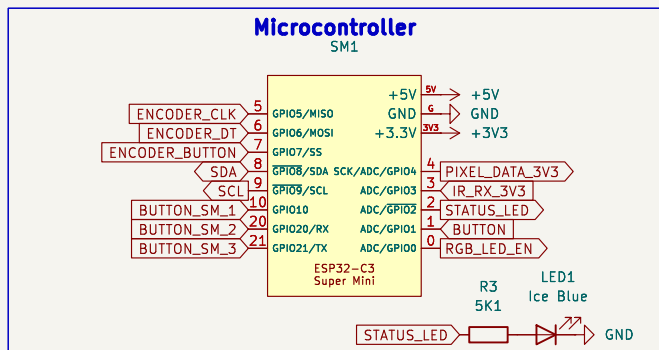 Microcontroller
SM1
5V +5V +5V
ENCODER_CLK 5 GPIO5/MISO GND G GND
ENCODER_DT 6 GPIO6/MOSI +3.3V 3V3 +3V3
ENCODER_BUTTON 7 GPIO7/SS
SDA 8 GPIO8/SDA SCK/ADC/GPIO4 4 PIXEL_DATA_3V3
SCL 9 GPIO9/SCL ADC/GPIO3 3 IR_RX_3V3
BUTTON_SM_1 10 GPIO10 ADC/GPIO2 2 STATUS_LED
BUTTON_SM_2 20 GPIO20/RX ADC/GPIO1 1 BUTTON
BUTTON_SM_3 21 GPIO21/TX ADC/GPIO0 0 RGB_LED_EN
ESP32-C3
Super Mini
R3
5K1
LED1
Ice Blue
STATUS_LED GND